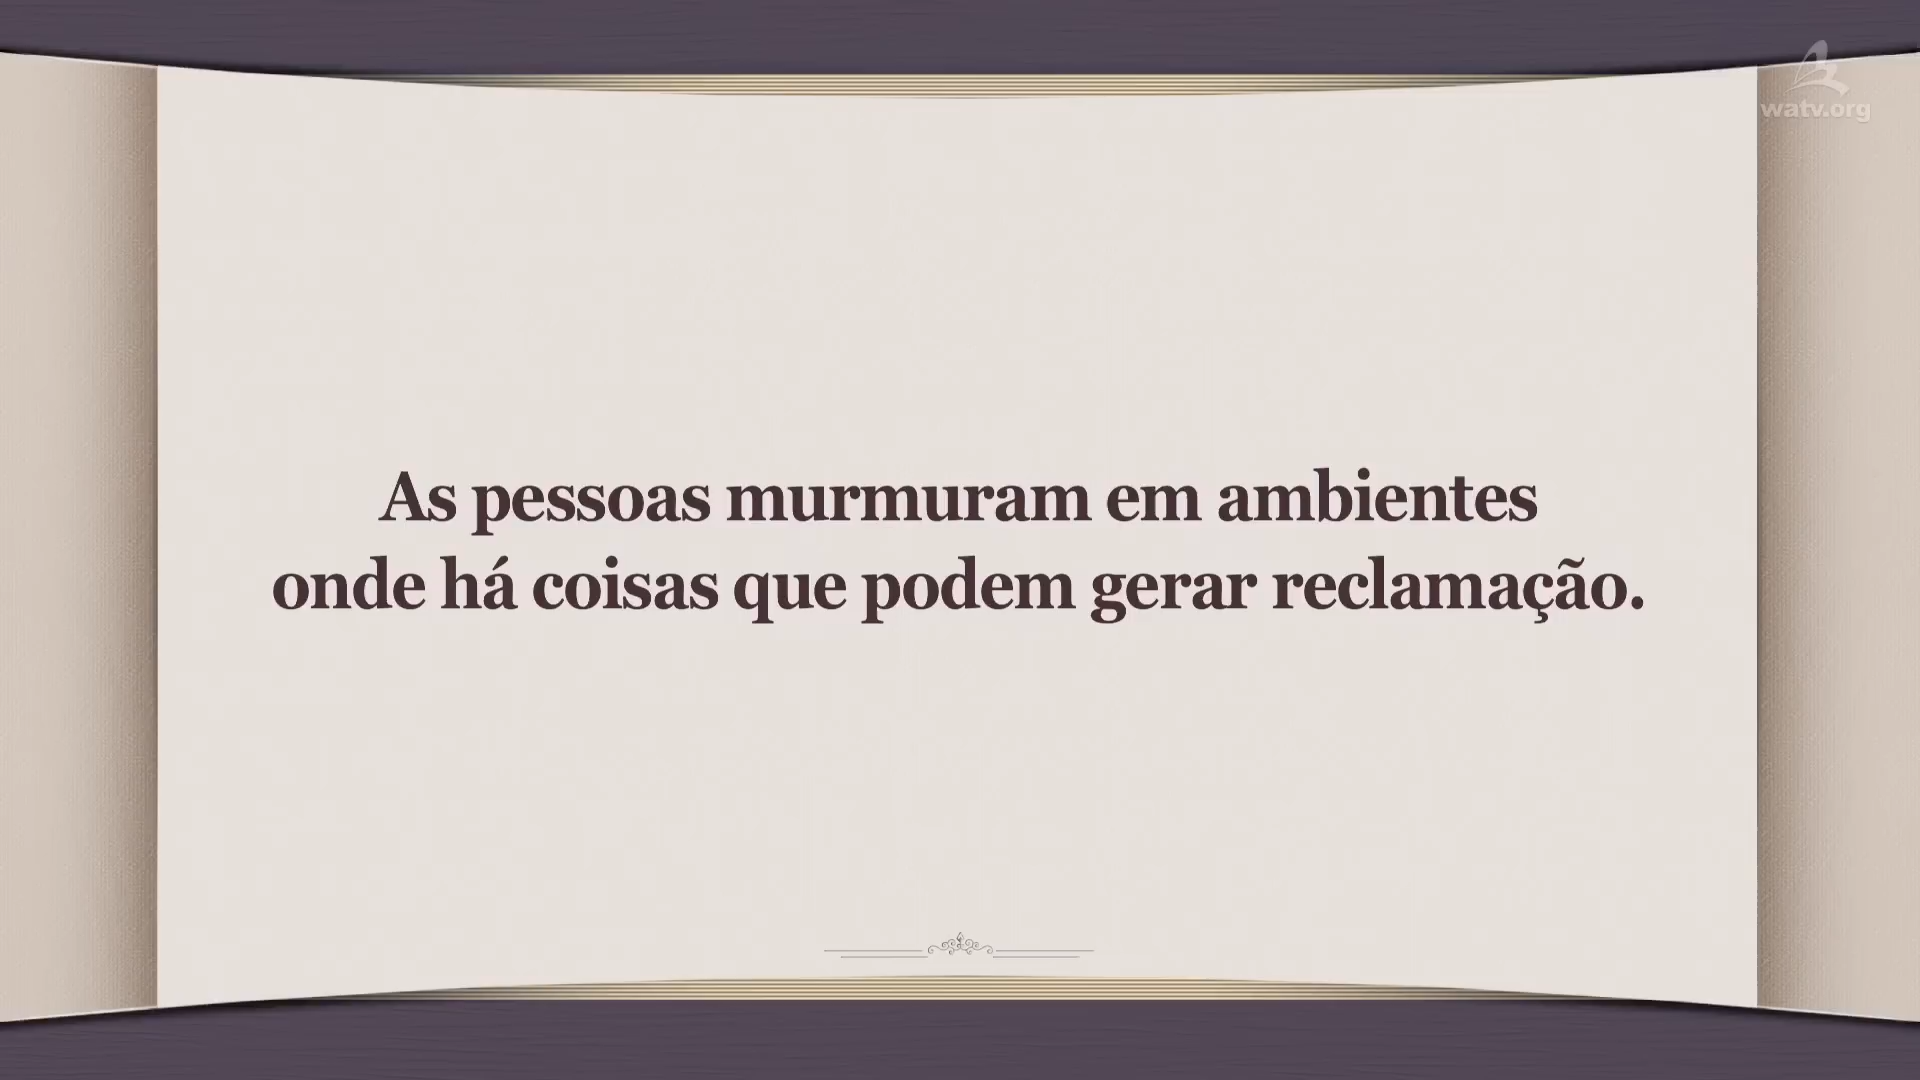 watv.org
As pessoas murmuram em ambientes
onde há coisas que podem gerar reclamação.